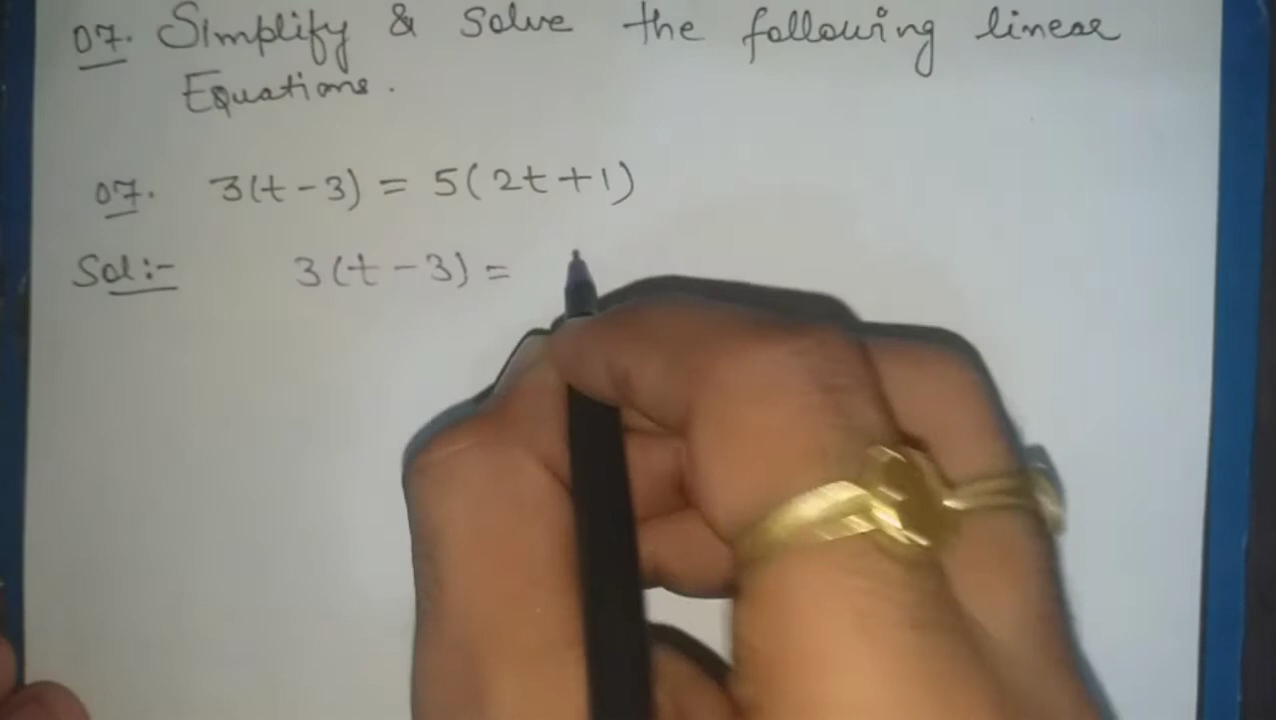 07. Simplify & Solve the following linear
Equations.
07. 3(t-3) = 5(2t+1)
Sol:- 3(t-3) =